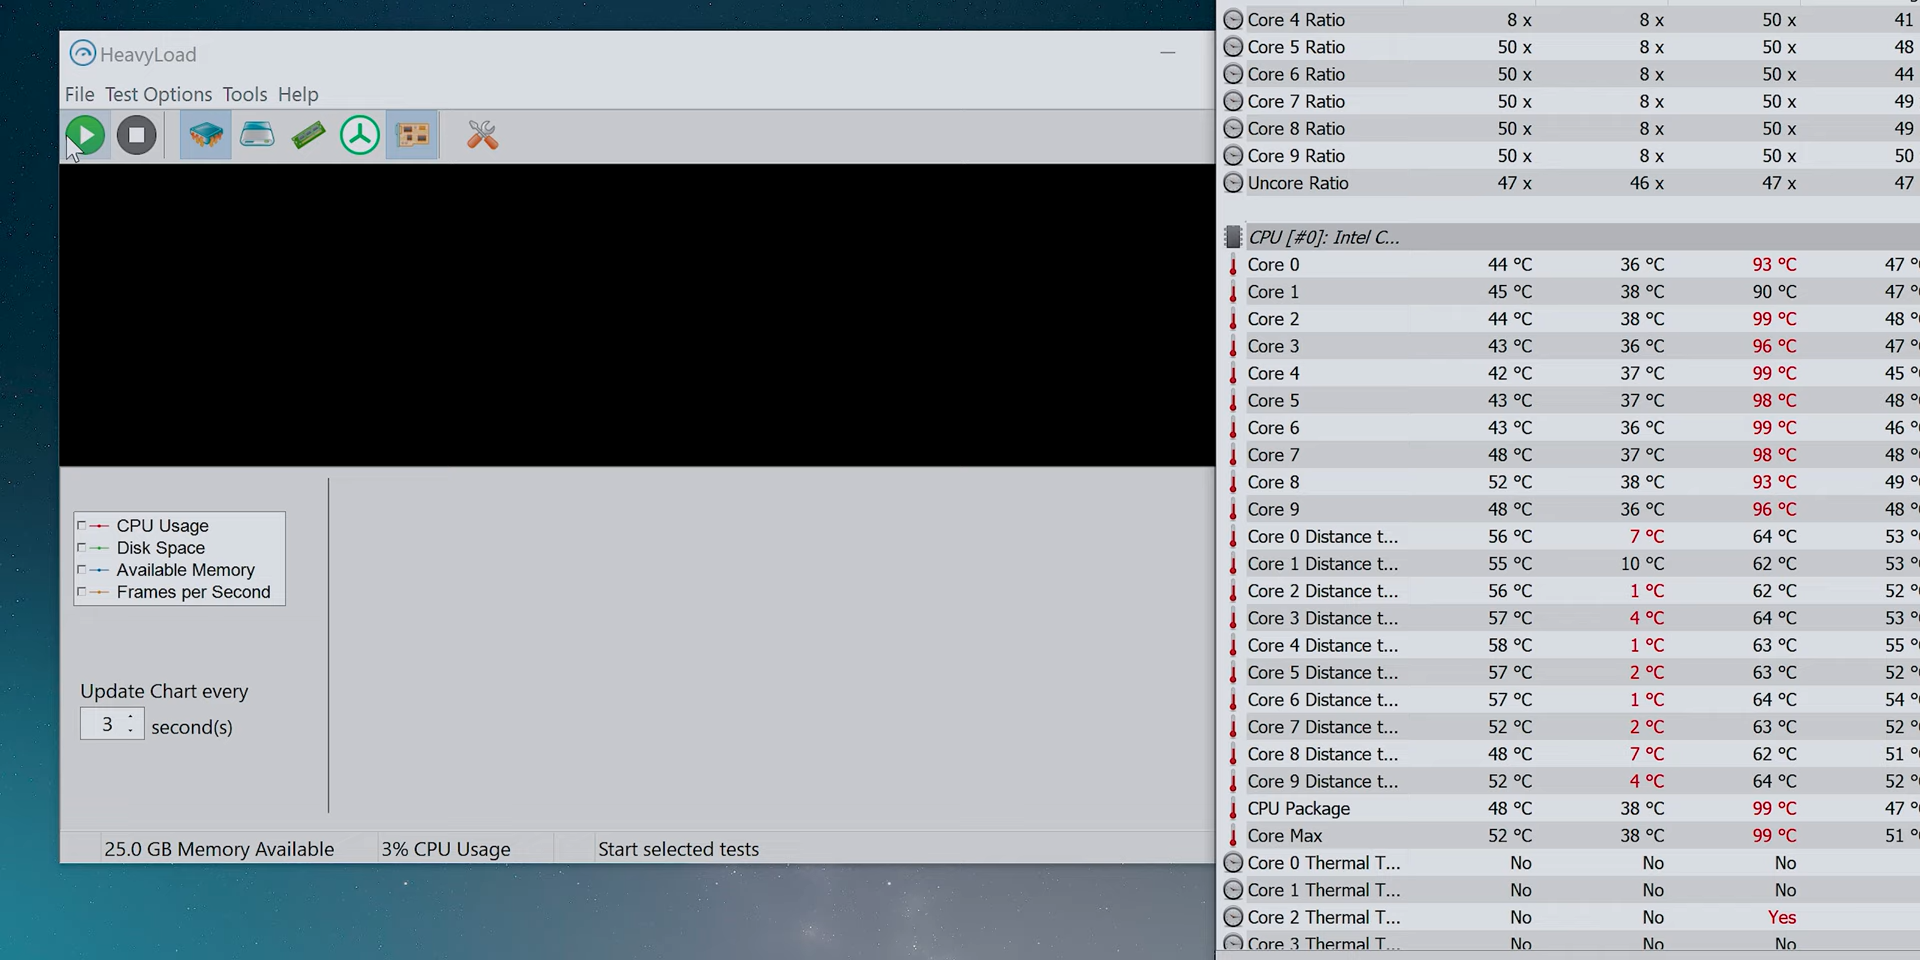 HeavyLoad
File Test Options Tools Help
CPU Usage
Disk Space
Available Memory
Frames per Second
Update Chart every
3 second(s)
25.0 GB Memory Available 3% CPU Usage Start selected tests
Core 4 Ratio 8 x 8 x 50 x 41
Core 5 Ratio 50 x 8 x 50 x 48
Core 6 Ratio 50 x 8 x 50 x 44
Core 7 Ratio 50 x 8 x 50 x 49
Core 8 Ratio 50 x 8 x 50 x 49
Core 9 Ratio 50 x 8 x 50 x 50
Uncore Ratio 47 x 46 x 47 x 47
CPU [#0]: Intel C...
Core 0 44 °C 36 °C 93 °C 47 °
Core 1 45 °C 38 °C 90 °C 47 °
Core 2 44 °C 38 °C 99 °C 48 °
Core 3 43 °C 36 °C 96 °C 47 °
Core 4 42 °C 37 °C 99 °C 45 °
Core 5 43 °C 37 °C 98 °C 48 °
Core 6 43 °C 36 °C 99 °C 46 °
Core 7 48 °C 37 °C 98 °C 48 °
Core 8 52 °C 38 °C 93 °C 49 °
Core 9 48 °C 36 °C 96 °C 48 °
Core 0 Distance t... 56 °C 7 °C 64 °C 53 °
Core 1 Distance t... 55 °C 10 °C 62 °C 53 °
Core 2 Distance t... 56 °C 1 °C 62 °C 52 °
Core 3 Distance t... 57 °C 4 °C 64 °C 53 °
Core 4 Distance t... 58 °C 1 °C 63 °C 55 °
Core 5 Distance t... 57 °C 2 °C 63 °C 52 °
Core 6 Distance t... 57 °C 1 °C 64 °C 54 °
Core 7 Distance t... 52 °C 2 °C 63 °C 52 °
Core 8 Distance t... 48 °C 7 °C 62 °C 51 °
Core 9 Distance t... 52 °C 4 °C 64 °C 52 °
CPU Package 48 °C 38 °C 99 °C 47 °
Core Max 52 °C 38 °C 99 °C 51 °
Core 0 Thermal T... No No No
Core 1 Thermal T... No No No
Core 2 Thermal T... No No Yes
Core 3 Thermal T... No No No